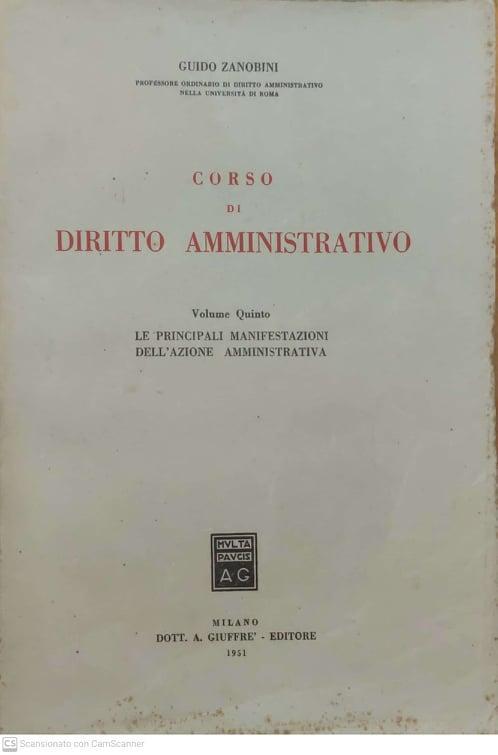 GUIDO ZANOBINI
PROFESSORE ORDINARIO DI DIRITTO AMMINISTRATIVO
NELLA UNIVERSITÀ DI ROMA
CORSO
DI
DIRITTO AMMINISTRATIVO
Volume Quinto
LE PRINCIPALI MANIFESTAZIONI
DELL'AZIONE AMMINISTRATIVA
MVLTA
PAVCIS
AG
MILANO
DOTT. A. GIUFFRE' - EDITORE
1951
CS Scansionato con CamScanner